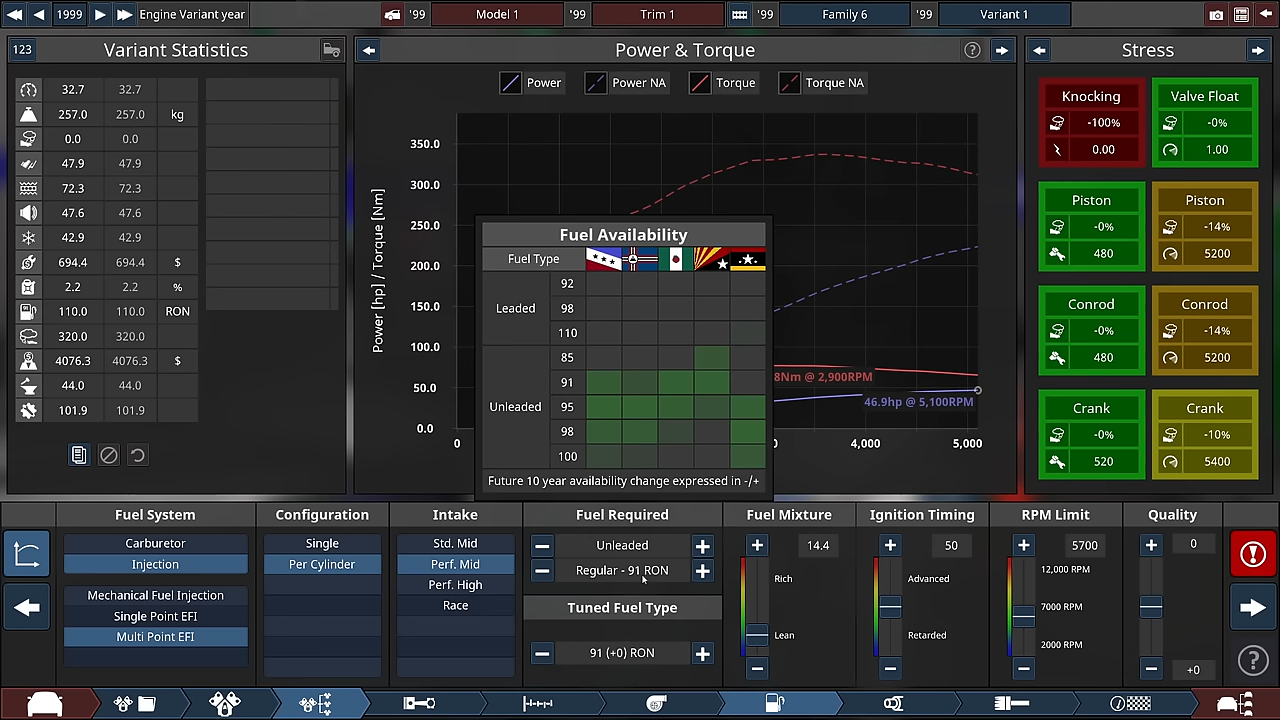 1999 Engine Variant year '99 Model 1 '99 Trim 1 '99 Family 6 '99 Variant 1
123 Variant Statistics
32.7 32.7
257.0 257.0 kg
0.0 0.0
47.9 47.9
72.3 72.3
47.6 47.6
42.9 42.9
694.4 694.4 $
2.2 2.2 %
110.0 110.0 RON
320.0 320.0
4076.3 4076.3 $
44.0 44.0
101.9 101.9
Power & Torque
?
Power Power NA Torque Torque NA
Power [hp] / Torque [Nm]
350.0
300.0
250.0
200.0
150.0
100.0
50.0
0.0
0 0 4,000 5,000
8Nm @ 2,900RPM
46.9hp @ 5,100RPM
Fuel Availability
Fuel Type
Leaded
92
98
110
Unleaded
85
91
95
98
100
Future 10 year availability change expressed in -/+
Stress
Knocking
-100%
0.00
Valve Float
-0%
1.00
Piston
-0%
480
Piston
-14%
5200
Conrod
-0%
480
Conrod
-14%
5200
Crank
-0%
520
Crank
-10%
5400
Fuel System
Carburetor
Injection
Mechanical Fuel Injection
Single Point EFI
Multi Point EFI
Configuration
Single
Per Cylinder
Intake
Std. Mid
Perf. Mid
Perf. High
Race
Fuel Required
Unleaded
Regular - 91 RON
Tuned Fuel Type
91 (+0) RON
Fuel Mixture
14.4
Rich
Lean
Ignition Timing
50
Advanced
Retarded
RPM Limit
5700
12,000 RPM
7000 RPM
2000 RPM
Quality
0
+0
?